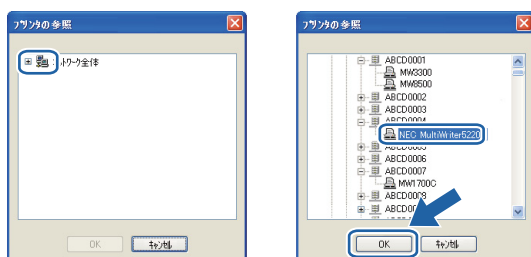 プリンタの参照
ネットワーク全体
OK
キャンセル
プリンタの参照
ABCD0001
MW3300
MW8500
ABCD0002
ABCD0003
ABCD0004
NEC MultiWriter5220
ABCD0005
ABCD0006
ABCD0007
MW1700C
ABCD0008
OK
キャンセル